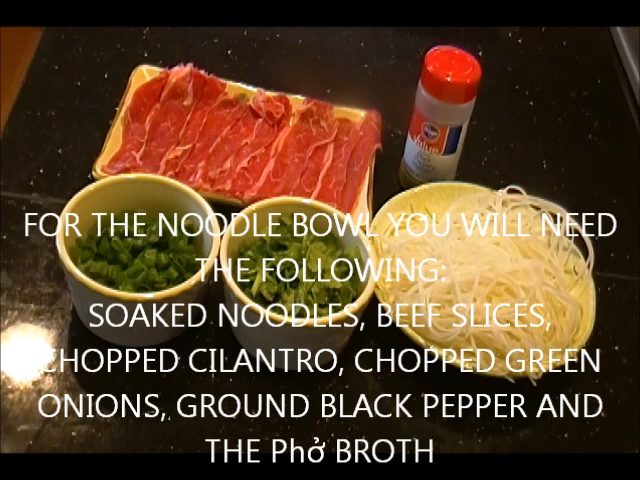 FOR THE NOODLE BOWL YOU WILL NEED
THE FOLLOWING:
SOAKED NOODLES, BEEF SLICES,
CHOPPED CILANTRO, CHOPPED GREEN
ONIONS, GROUND BLACK PEPPER AND
THE Phở BROTH